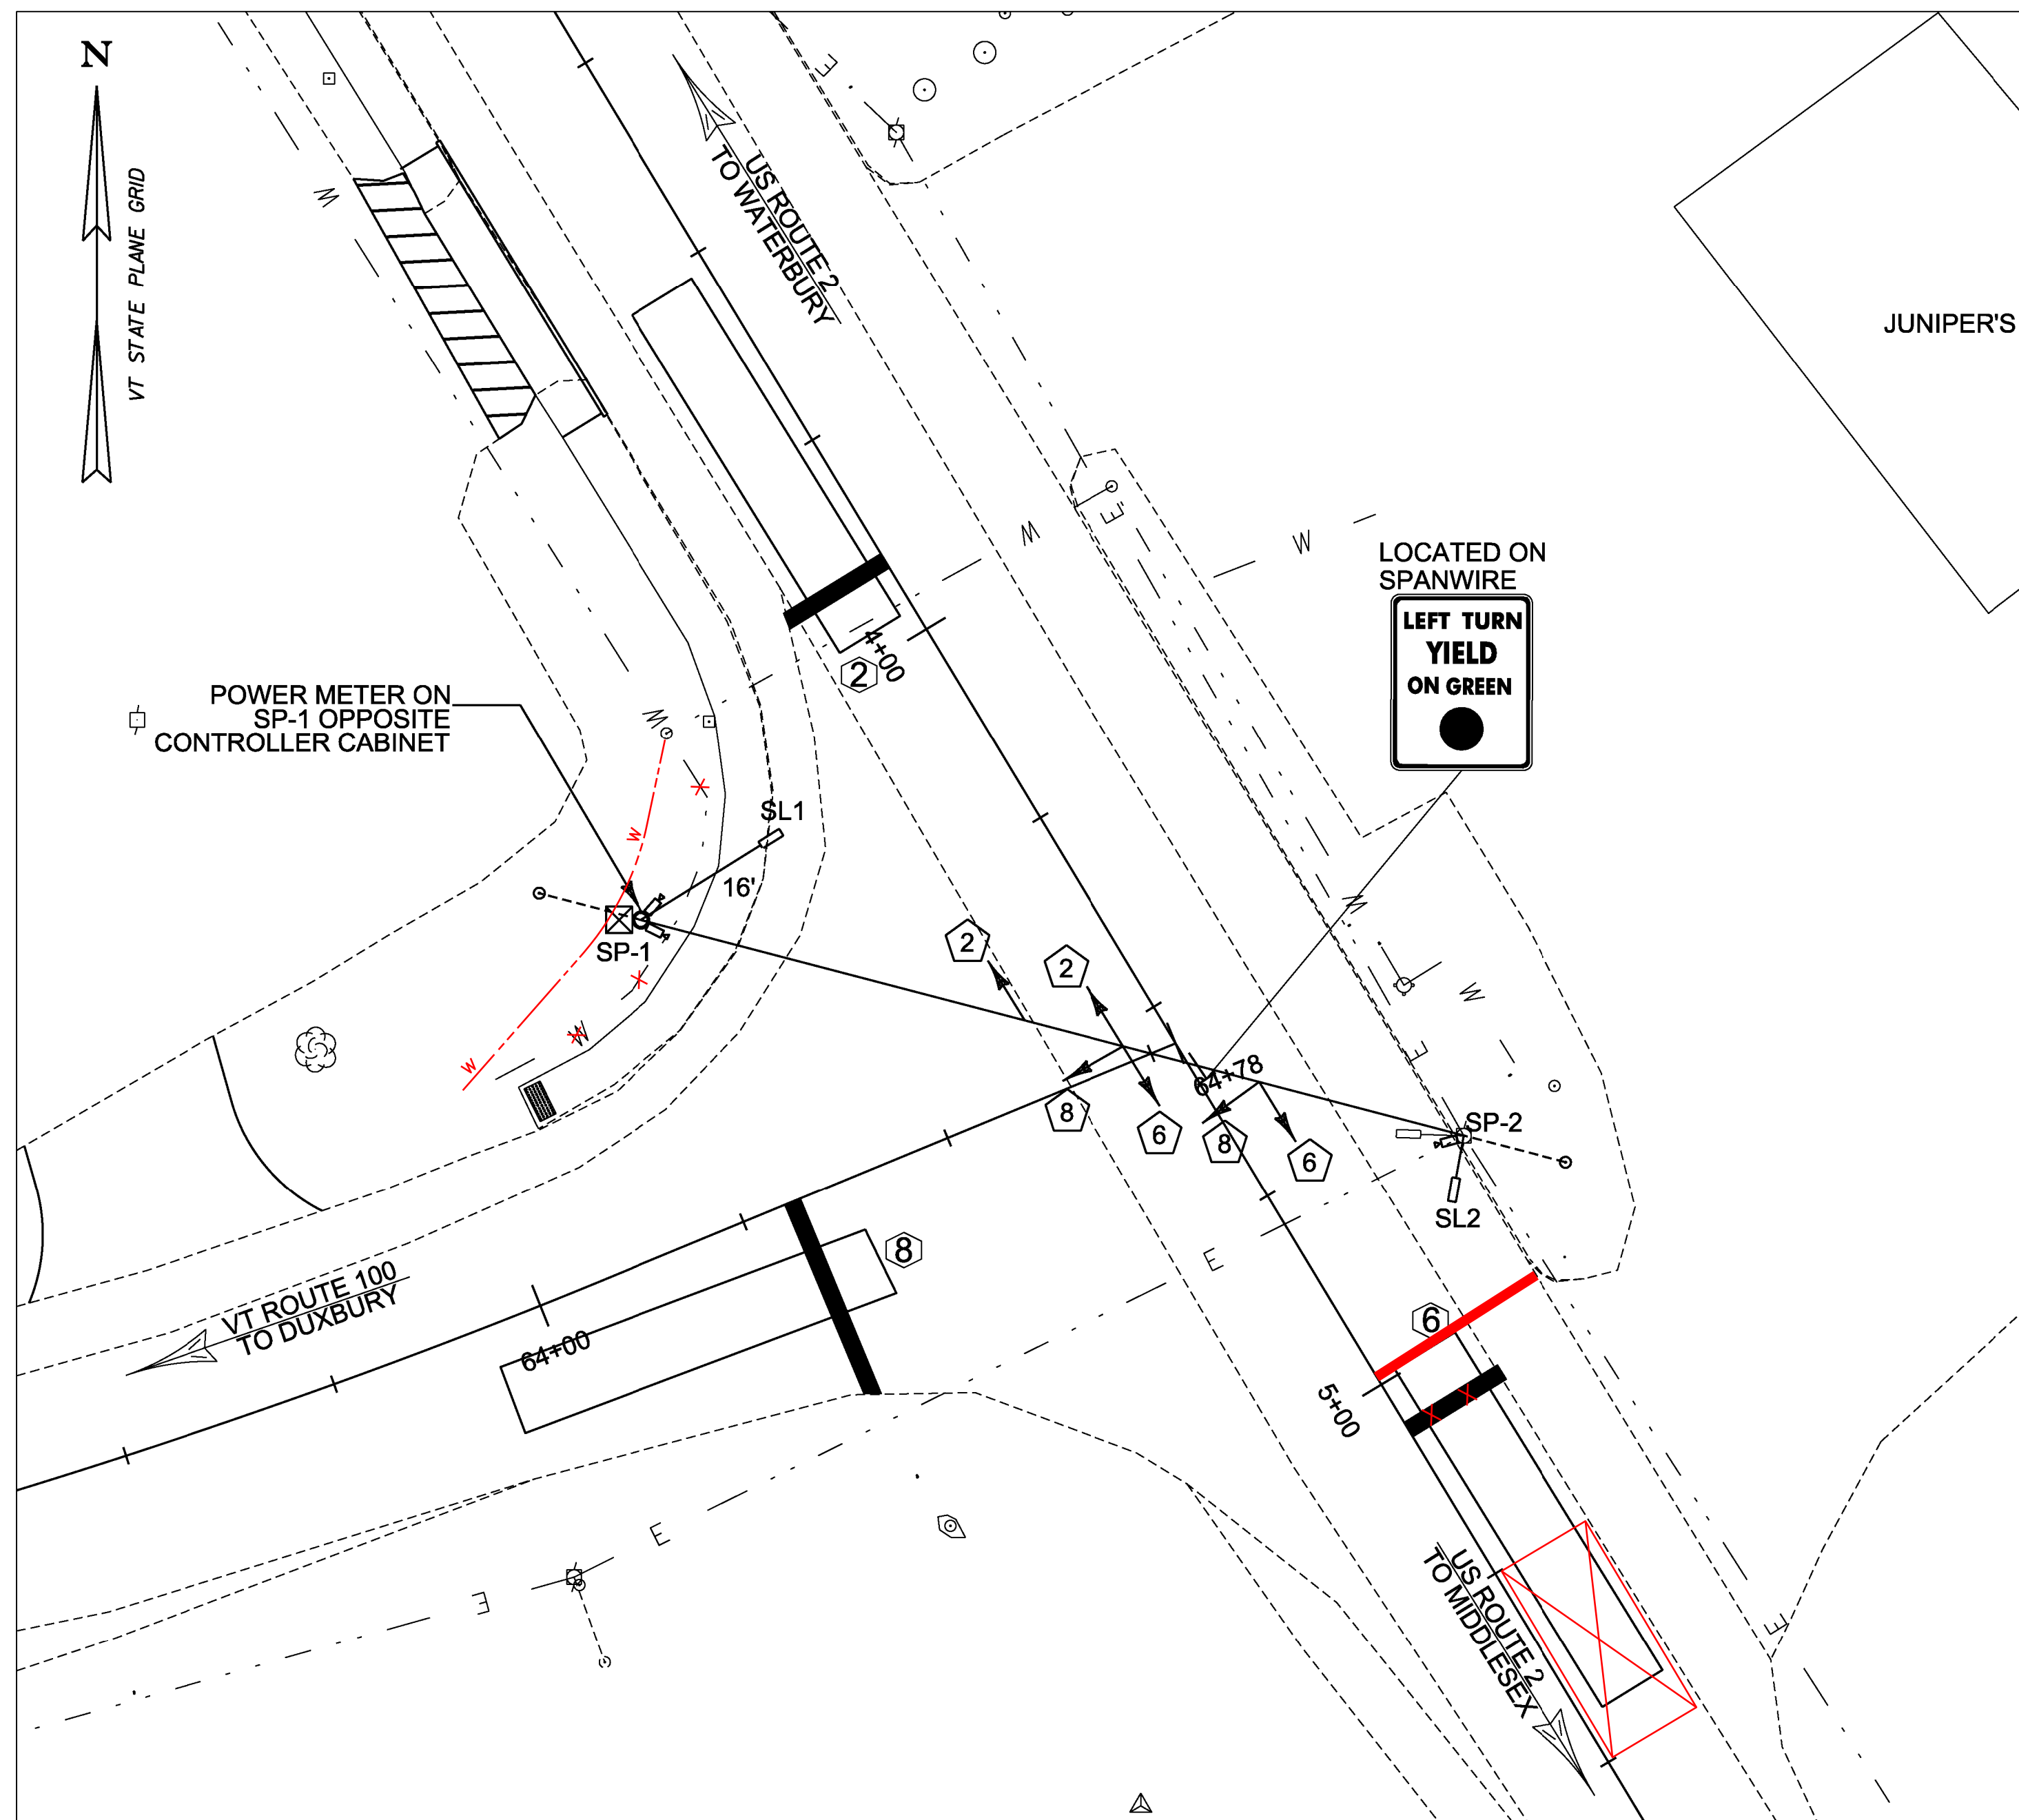 N
VT STATE PLANE GRID
US ROUTE 2
TO WATERBURY
JUNIPER'S
E
W
W
W
E
LOCATED ON
SPANWIRE
LEFT TURN
YIELD
ON GREEN
4+00
2
POWER METER ON
SP-1 OPPOSITE
CONTROLLER CABINET
W
W
SL1
16'
SP-1
W
W
W
W
2
2
E
64+78
8
6
8
6
SP-2
SL2
E
8
VT ROUTE 100
TO DUXBURY
64+00
6
5+00
E
E
E
US ROUTE 2
TO MIDDLESEX